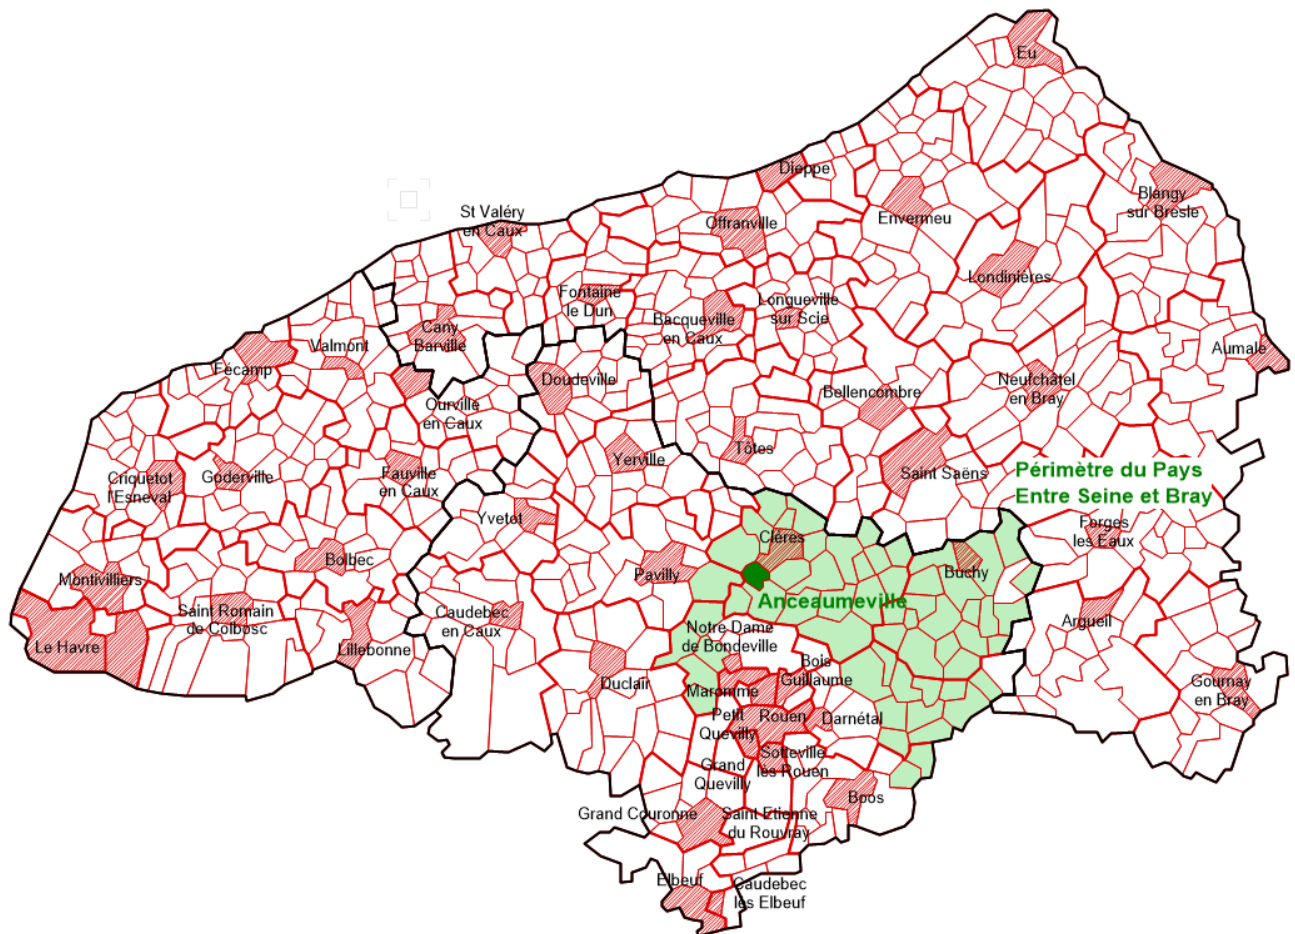 Eu
Dieppe
Blangy
sur Bresle
St Valéry
en Caux
Offranville
Envermeu
Londinières
Fontaine
le Dun
Longueville
sur Scie
Bacqueville
en Caux
Cany
Barville
Valmont
Aumale
Fécamp
Doudeville
Neufchâtel
en Bray
Bellencombre
Ourville
en Caux
Tôtes
Yerville
Criquetot
l'Esneval
Goderville
Fauville
en Caux
Saint Saëns
Périmètre du Pays
Entre Seine et Bray
Yvetot
Forges
les Eaux
Clères
Bolbec
Pavilly
Buchy
Montivilliers
Anceaumeville
Saint Romain
de Colbosc
Caudebec
en Caux
Argueil
Notre Dame
de Bondeville
Le Havre
Lillebonne
Bois
Guillaume
Duclair
Maromme
Gournay
en Bray
Petit
Quevilly
Rouen
Darnétal
Sotteville
lès Rouen
Grand
Quevilly
Boos
Grand Couronne
Saint Etienne
du Rouvray
Elbeuf
Caudebec
lès Elbeuf